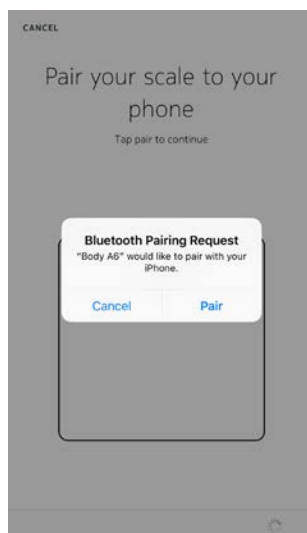 CANCEL
Pair your scale to your
phone
Tap pair to continue
Bluetooth Pairing Request
"Body A6" would like to pair with your
iPhone.
Cancel
Pair